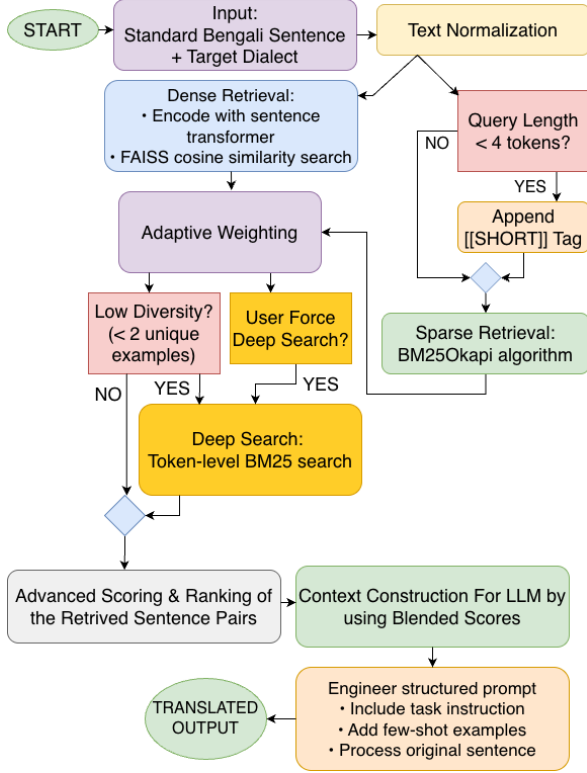 START
Input:
Standard Bengali Sentence
+ Target Dialect
Text Normalization
Dense Retrieval:
• Encode with sentence
transformer
• FAISS cosine similarity search
Query Length
< 4 tokens?
NO
YES
Append
[[SHORT]] Tag
Adaptive Weighting
Sparse Retrieval:
BM25Okapi algorithm
Low Diversity?
(< 2 unique
examples)
User Force
Deep Search?
NO
YES
YES
Deep Search:
Token-level BM25 search
Advanced Scoring & Ranking of
the Retrived Sentence Pairs
Context Construction For LLM by
using Blended Scores
Engineer structured prompt
• Include task instruction
• Add few-shot examples
• Process original sentence
TRANSLATED
OUTPUT